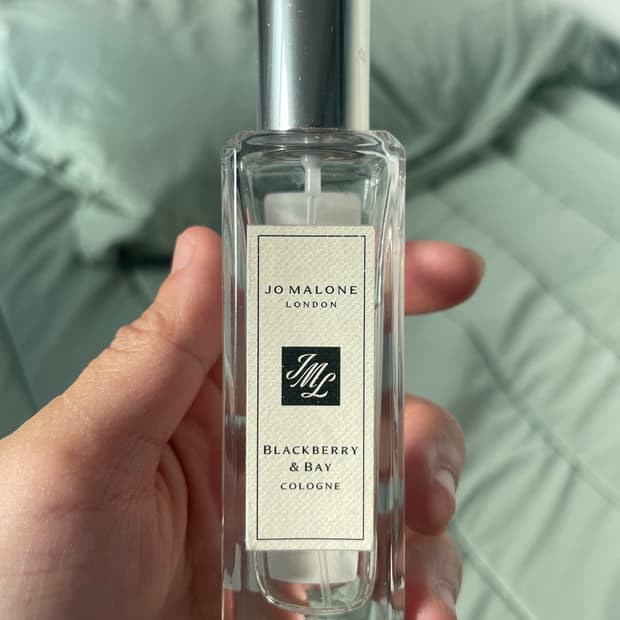 JO MALONE
LONDON
JML
BLACKBERRY
& BAY
COLOGNE